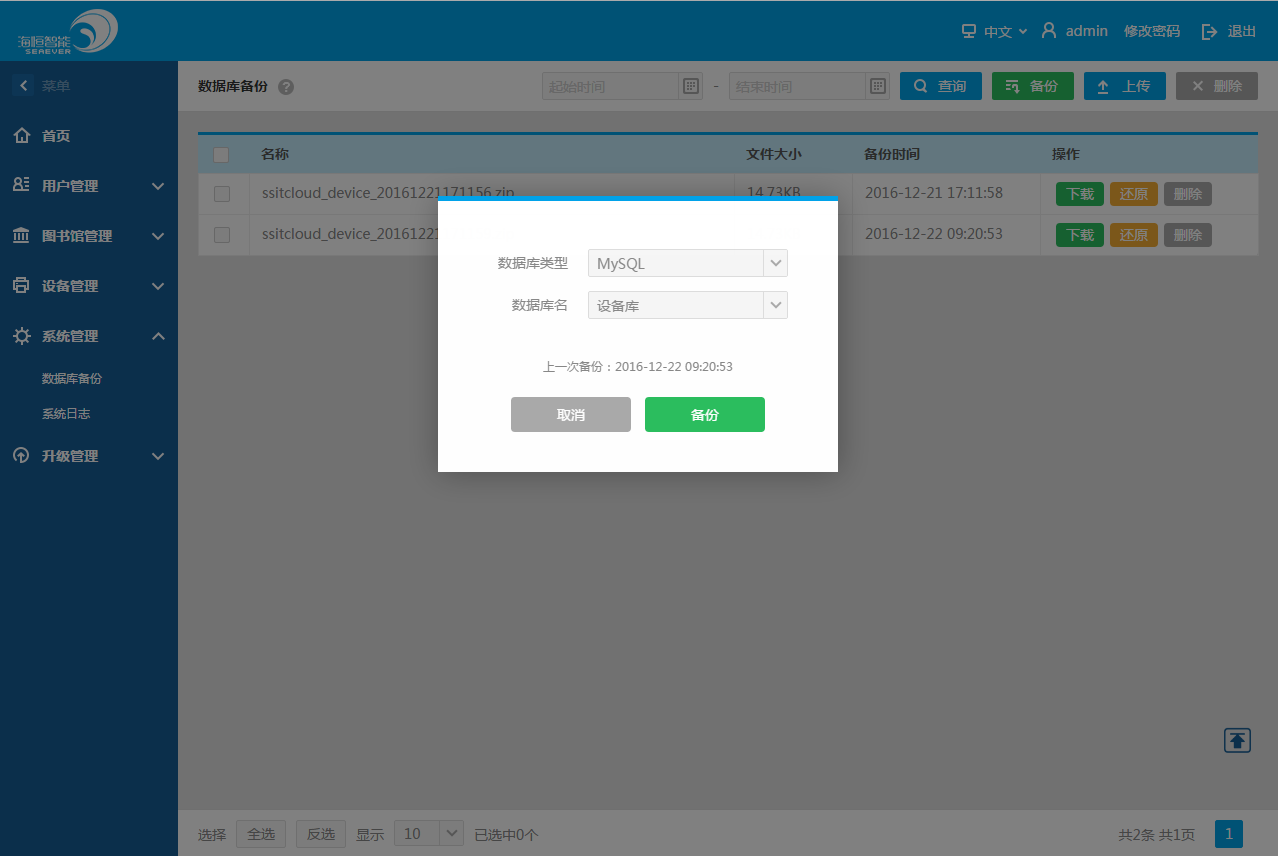 海恒智能
SEAEVER
中文
admin
修改密码
退出
菜单
首页
用户管理
图书馆管理
设备管理
系统管理
数据库备份
系统日志
升级管理
数据库备份 ?
起始时间 - 结束时间 查询 备份 上传 删除
名称 文件大小 备份时间 操作
ssitcloud_device_20161221171156.zip 14.73KB 2016-12-21 17:11:58 下载 还原 删除
ssitcloud_device_2016122 2016-12-22 09:20:53 下载 还原 删除
数据库类型 MySQL
数据库名 设备库
上一次备份：2016-12-22 09:20:53
取消 备份
选择 全选 反选 显示 10 已选中0个 共2条 共1页 1